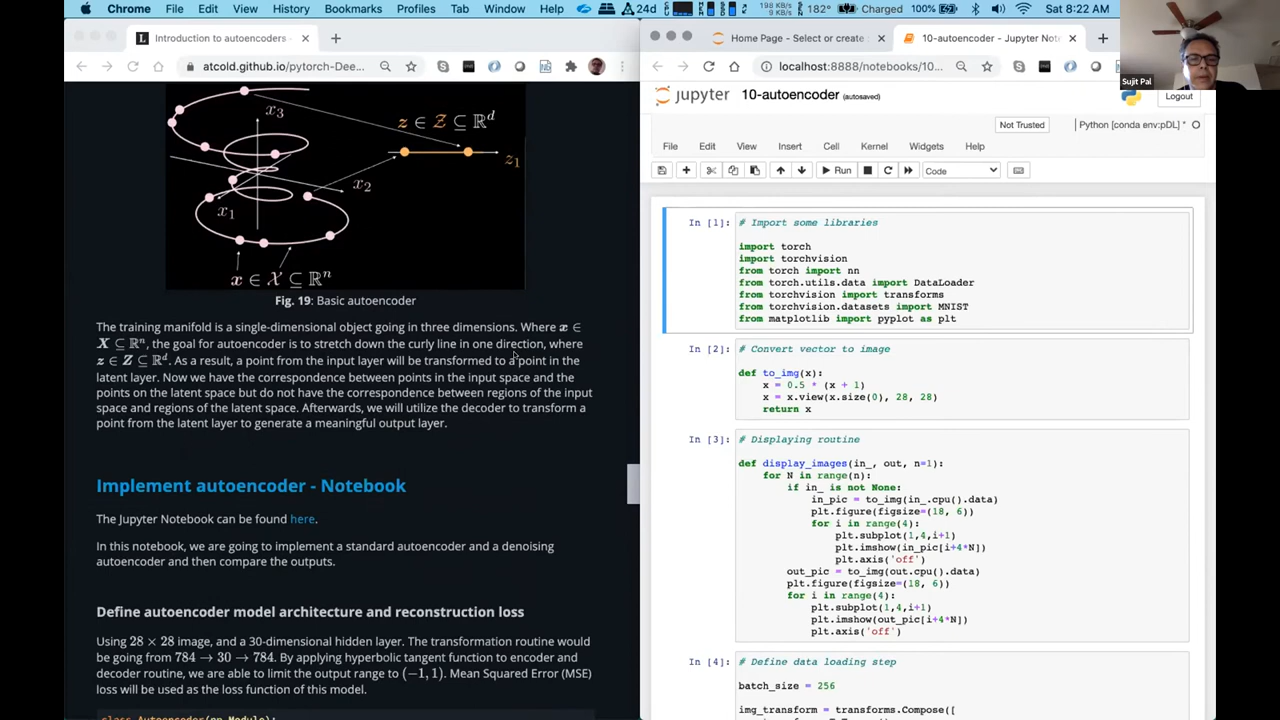 Chrome File Edit View History Bookmarks Profiles Tab Window Help 24d 198 KB/s 8 KB/s 182° Charged 100% Sat 8:22 AM
Introduction to autoencoders -
atcold.github.io/pytorch-Dee...
x3
z ∈ Z ⊆ ℝd
z1
x2
x1
x ∈ X ⊆ ℝn
Fig. 19: Basic autoencoder
The training manifold is a single-dimensional object going in three dimensions. Where x ∈
X ⊆ ℝn, the goal for autoencoder is to stretch down the curly line in one direction, where
z ∈ Z ⊆ ℝd. As a result, a point from the input layer will be transformed to a point in the
latent layer. Now we have the correspondence between points in the input space and the
points on the latent space but do not have the correspondence between regions of the input
space and regions of the latent space. Afterwards, we will utilize the decoder to transform a
point from the latent layer to generate a meaningful output layer.
Implement autoencoder - Notebook
The Jupyter Notebook can be found here.
In this notebook, we are going to implement a standard autoencoder and a denoising
autoencoder and then compare the outputs.
Define autoencoder model architecture and reconstruction loss
Using 28 × 28 image, and a 30-dimensional hidden layer. The transformation routine would
be going from 784 → 30 → 784. By applying hyperbolic tangent function to encoder and
decoder routine, we are able to limit the output range to (−1, 1). Mean Squared Error (MSE)
loss will be used as the loss function of this model.
class Autoencoder(nn.Module):
Home Page - Select or create 10-autoencoder - Jupyter Not
localhost:8888/notebooks/10...
Sujit Pal
jupyter 10-autoencoder (autosaved) Logout
Not Trusted Python [conda env:pDL] *
File Edit View Insert Cell Kernel Widgets Help
Run Code
In [1]: # Import some libraries
import torch
import torchvision
from torch import nn
from torch.utils.data import DataLoader
from torchvision import transforms
from torchvision.datasets import MNIST
from matplotlib import pyplot as plt
In [2]: # Convert vector to image
def to_img(x):
x = 0.5 * (x + 1)
x = x.view(x.size(0), 28, 28)
return x
In [3]: # Displaying routine
def display_images(in_, out, n=1):
for N in range(n):
if in_ is not None:
in_pic = to_img(in_.cpu().data)
plt.figure(figsize=(18, 6))
for i in range(4):
plt.subplot(1,4,i+1)
plt.imshow(in_pic[i+4*N])
plt.axis('off')
out_pic = to_img(out.cpu().data)
plt.figure(figsize=(18, 6))
for i in range(4):
plt.subplot(1,4,i+1)
plt.imshow(out_pic[i+4*N])
plt.axis('off')
In [4]: # Define data loading step
batch_size = 256
img_transform = transforms.Compose([